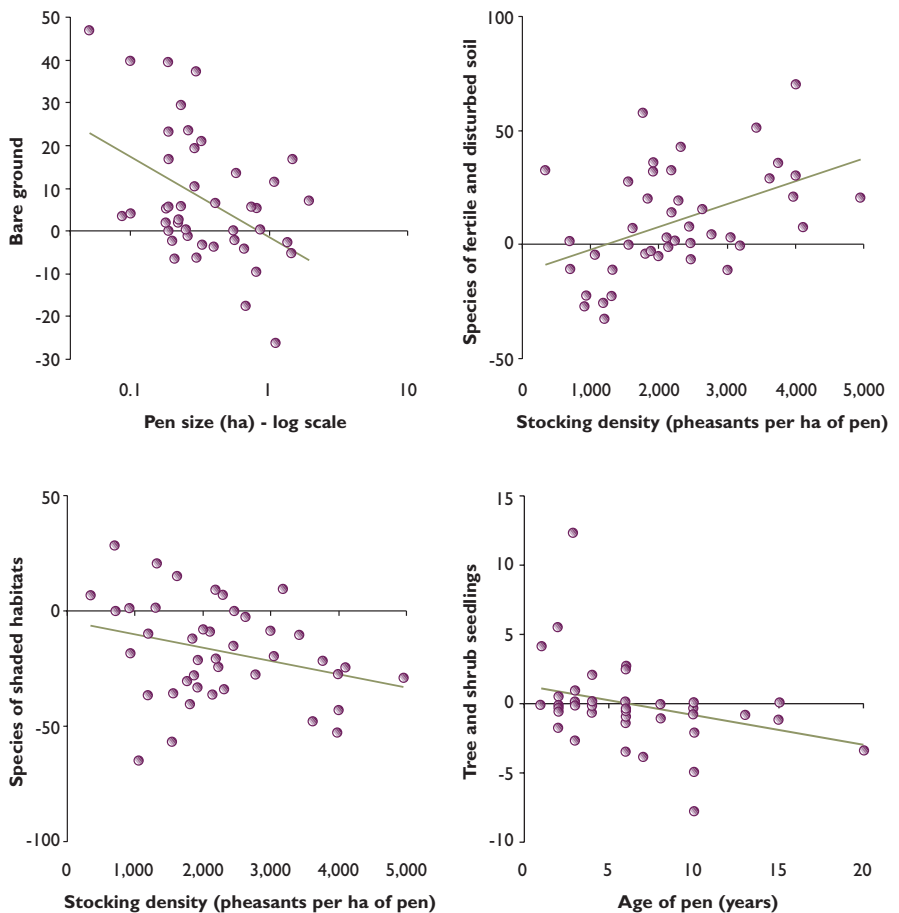 50
40
30
20
10
0
-10
-20
-30
Bare ground
0.1 1 10
Pen size (ha) - log scale
100
50
0
-50
Species of fertile and disturbed soil
0 1,000 2,000 3,000 4,000 5,000
Stocking density (pheasants per ha of pen)
50
0
-50
-100
Species of shaded habitats
0 1,000 2,000 3,000 4,000 5,000
Stocking density (pheasants per ha of pen)
15
10
5
0
-5
-10
Tree and shrub seedlings
0 5 10 15 20
Age of pen (years)